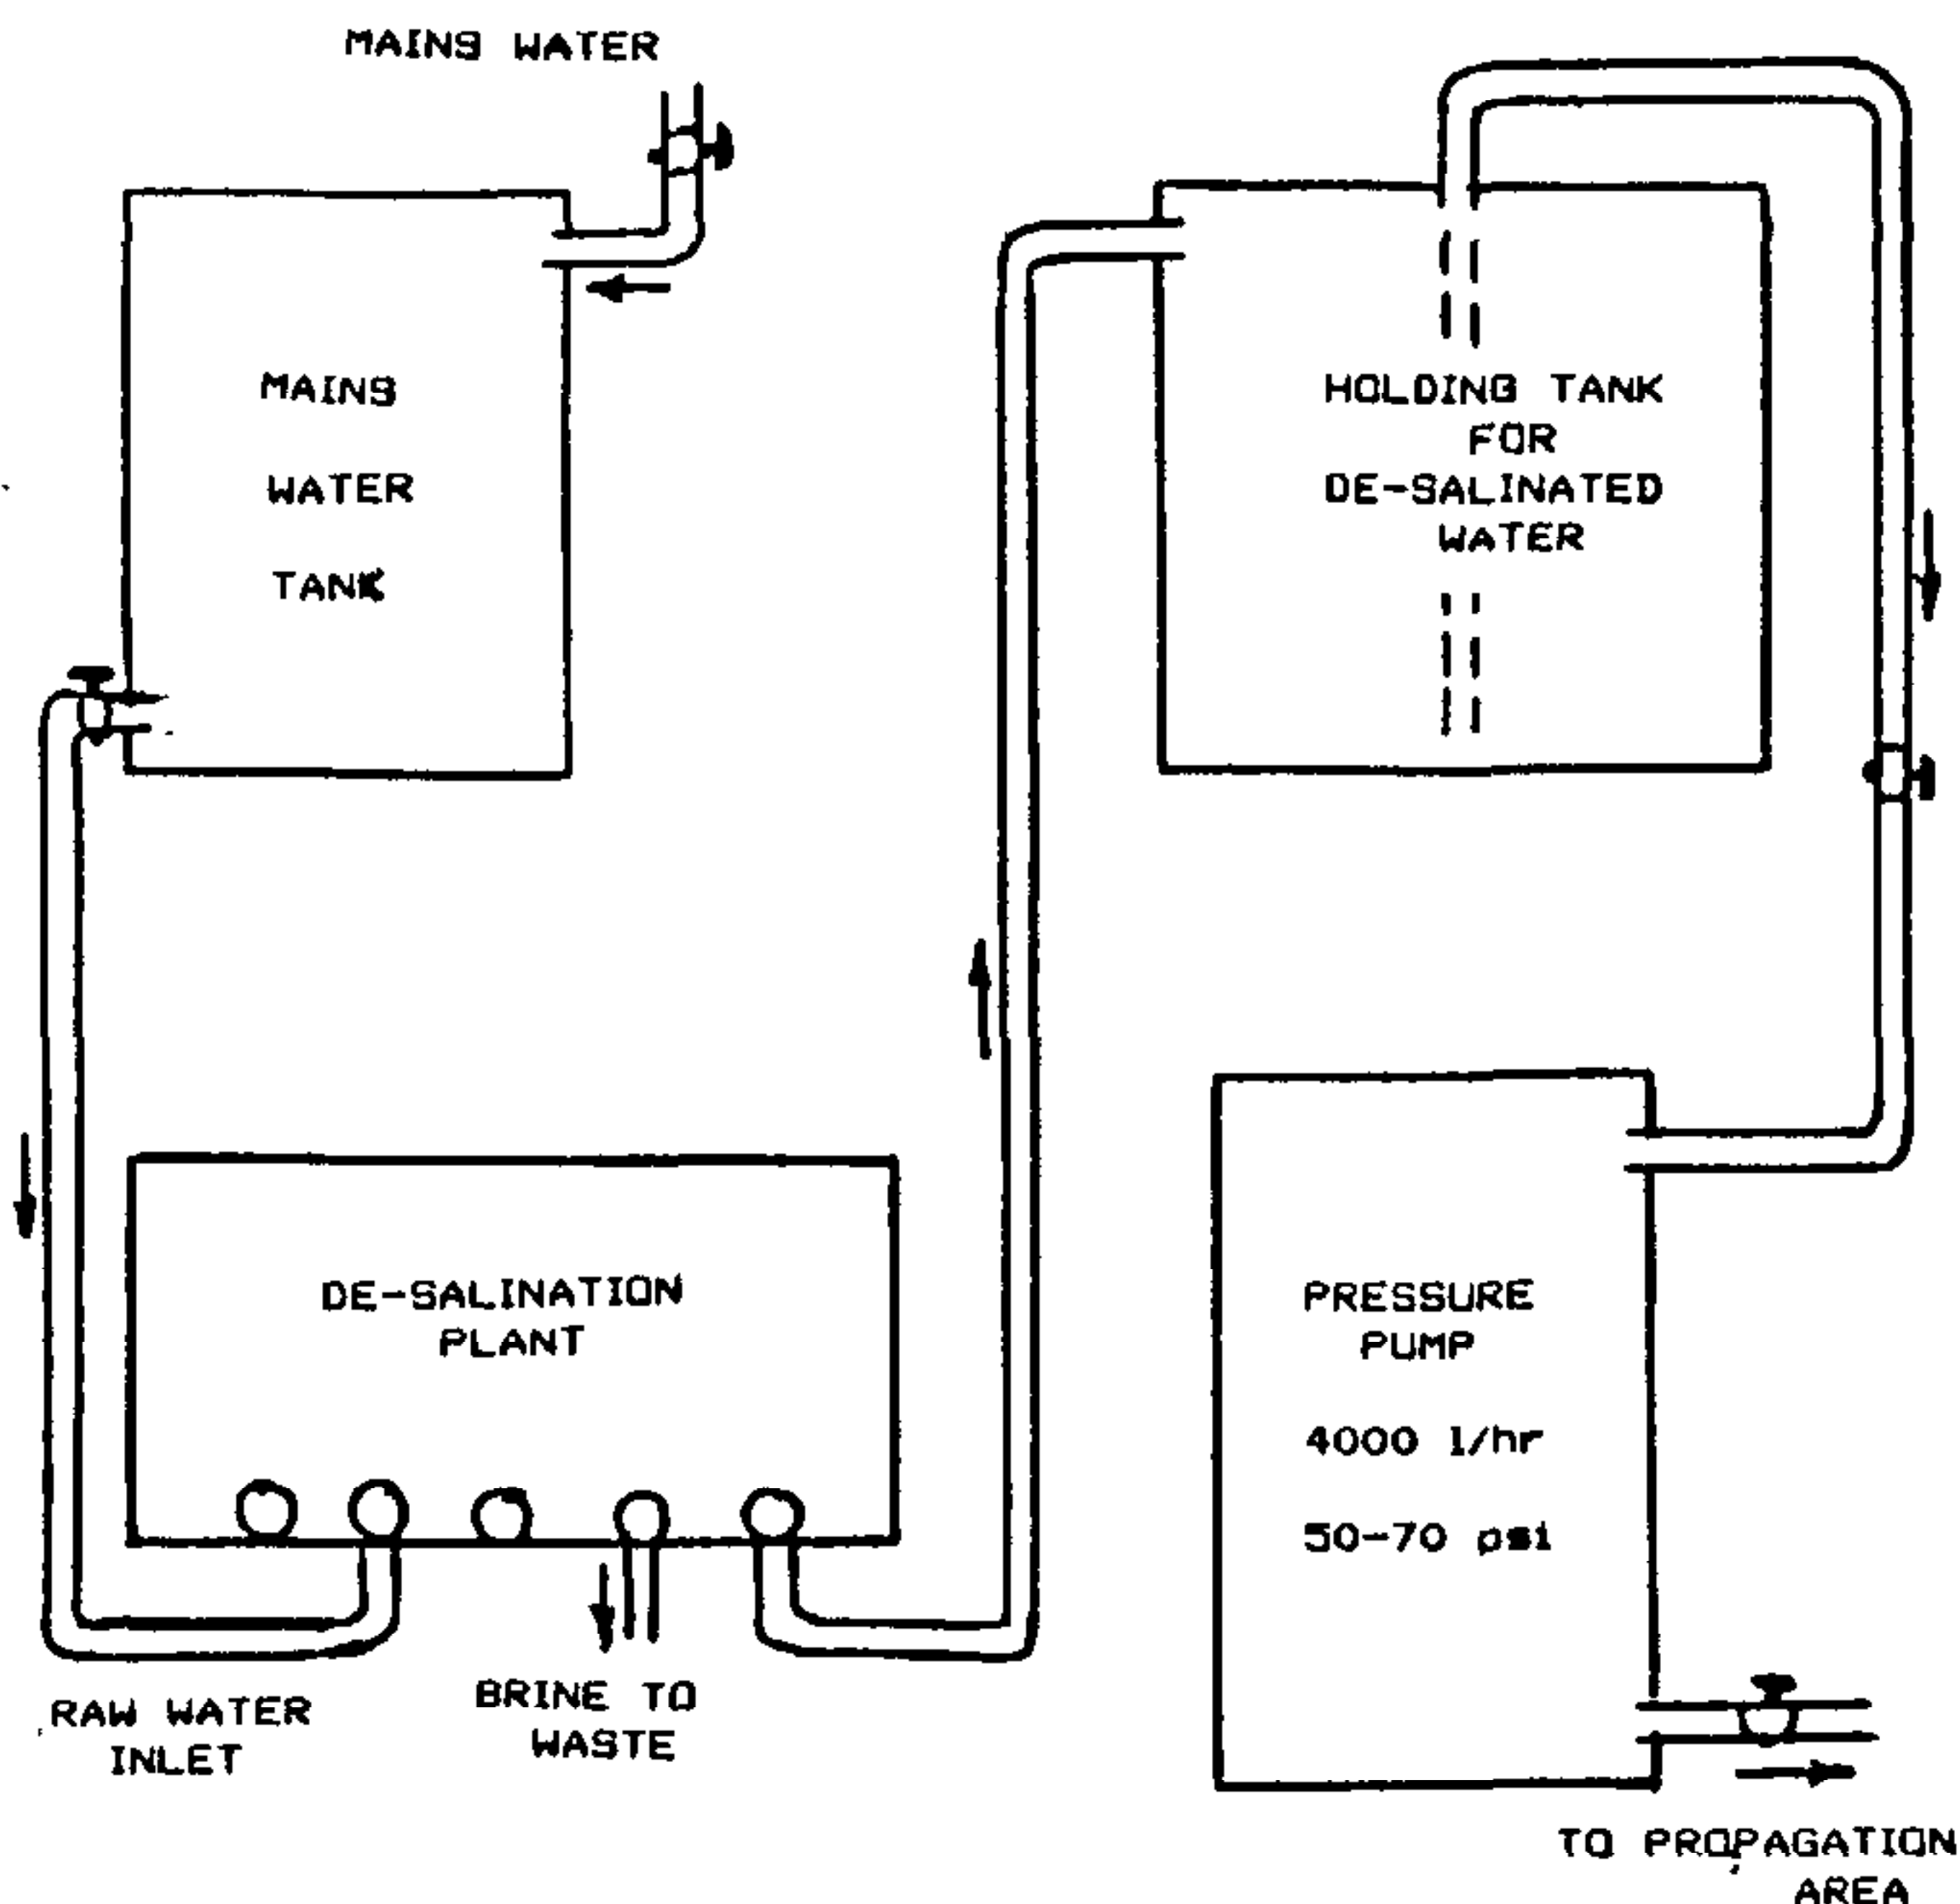 MAINS WATER
MAINS
WATER
TANK
HOLDING TANK
FOR
DE-SALINATED
WATER
DE-SALINATION
PLANT
PRESSURE
PUMP
4000 l/hr
50-70 psi
RAW WATER
INLET
BRINE TO
WASTE
TO PROPAGATION
AREA